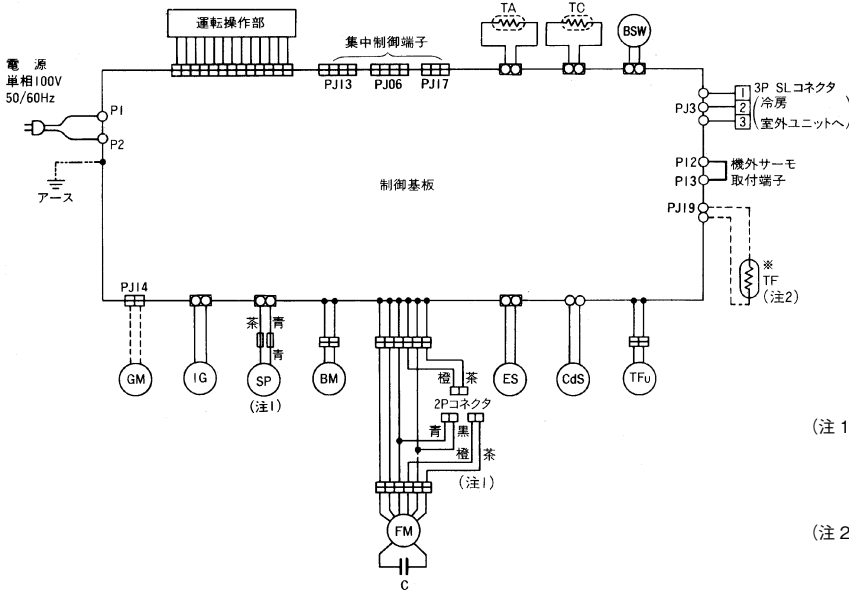 運転操作部
TA
TC
BSW
集中制御端子
電 源
単相100V
50/60Hz
PJ13
PJ06
PJ17
P1
P2
アース
PJ3
1
2
3
3P SLコネクタ
(冷房
室外ユニットへ)
P12
P13
機外サーモ
取付端子
制御基板
PJ19
※
TF
(注2)
PJ14
茶
青
青
GM
IG
SP
(注1)
BM
橙
茶
2Pコネクタ
青
黒
橙
茶
(注1)
ES
CdS
TFu
FM
C
(注1
(注2